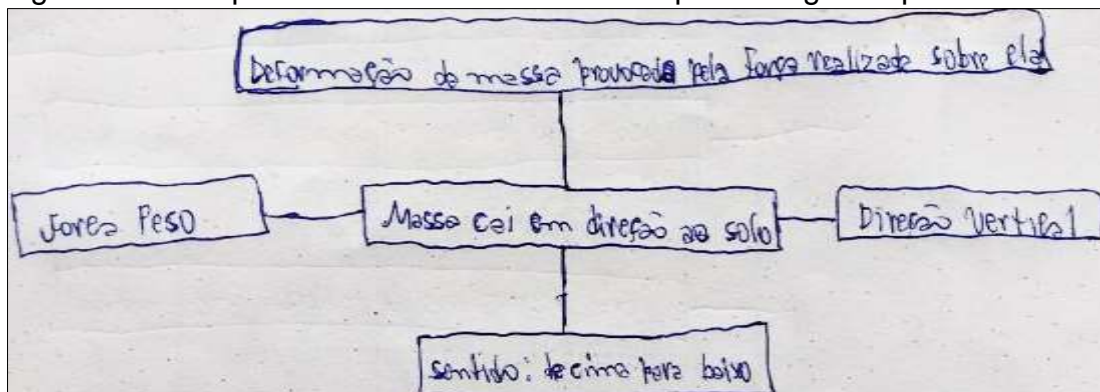 Deformação da massa provocada pela força realizada sobre ela
Força Peso
Massa cai em direção ao solo
Direção Vertical
sentido: de cima para baixo